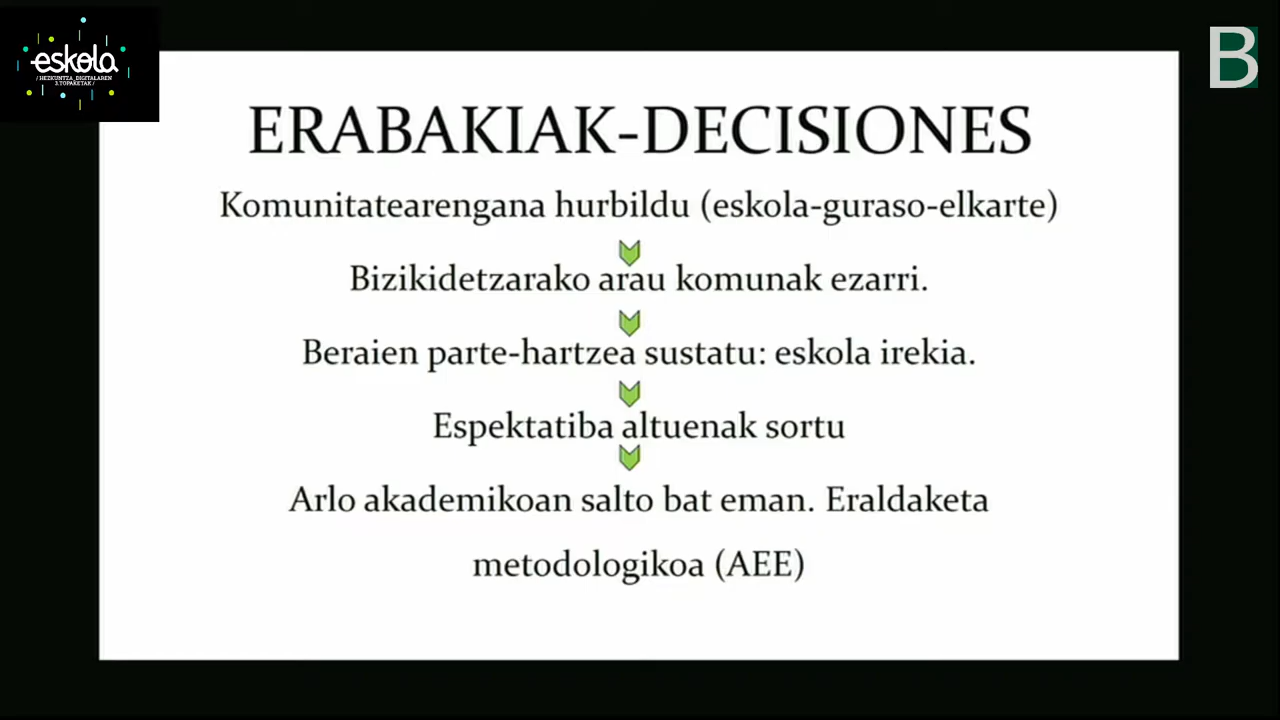 eskola
/ HEZKUNTZA_DIGITALAREN
3.TOPAKETAK /
B
ERABAKIAK-DECISIONES
Komunitatearengana hurbildu (eskola-guraso-elkarte)
Bizikidetzarako arau komunak ezarri.
Beraien parte-hartzea sustatu: eskola irekia.
Espektatiba altuenak sortu
Arlo akademikoan salto bat eman. Eraldaketa
metodologikoa (AEE)